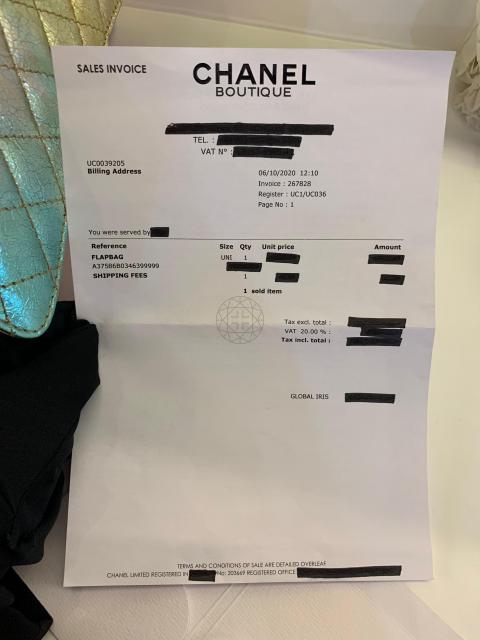 SALES INVOICE
CHANEL
BOUTIQUE
TEL. :
VAT N° :
UC0039205
Billing Address
06/10/2020 12:10
Invoice : 267828
Register : UC1/UC036
Page No : 1
You were served by
Reference Size Qty Unit price Amount
FLAPBAG UNI 1
A37586B0346399999
SHIPPING FEES 1
1 sold item
Tax excl. total :
VAT 20.00 % :
Tax incl. total :
GLOBAL IRIS
TERMS AND CONDITIONS OF SALE ARE DETAILED OVERLEAF
CHANEL LIMITED REGISTERED IN No: 203669 REGISTERED OFFICE